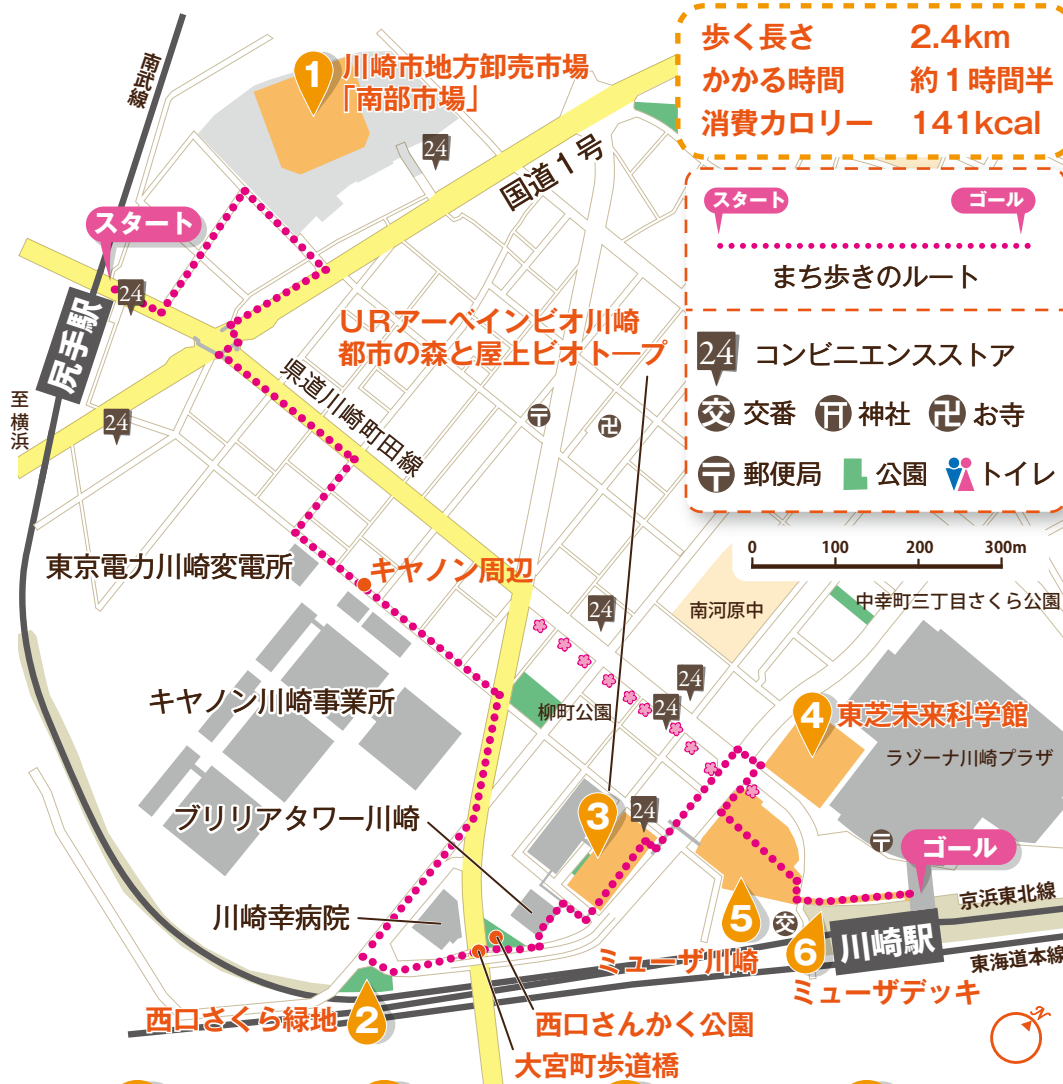 歩く長さ 2.4km
かかる時間 約1時間半
消費カロリー 141kcal
スタート ゴール
まち歩きのルート
24 コンビニエンスストア
交 交番 神社 卍 お寺
〒 郵便局 公園 トイレ
0 100 200 300m
南武線
1
川崎市地方卸売市場
「南部市場」
24
国道1号
スタート
24
尻手駅
至横浜
24
URアーベインビオ川崎
都市の森と屋上ビオトープ
県道川崎町田線
〒
卍
東京電力川崎変電所
キヤノン周辺
24
南河原中
中幸町三丁目さくら公園
キヤノン川崎事業所
柳町公園
24
24
4
東芝未来科学館
ラゾーナ川崎プラザ
ブリリアタワー川崎
3
24
〒
ゴール
川崎幸病院
5
交
6
川崎駅
京浜東北線
東海道本線
ミューザ川崎
ミューザデッキ
西口さくら緑地
2
西口さんかく公園
大宮町歩道橋
N